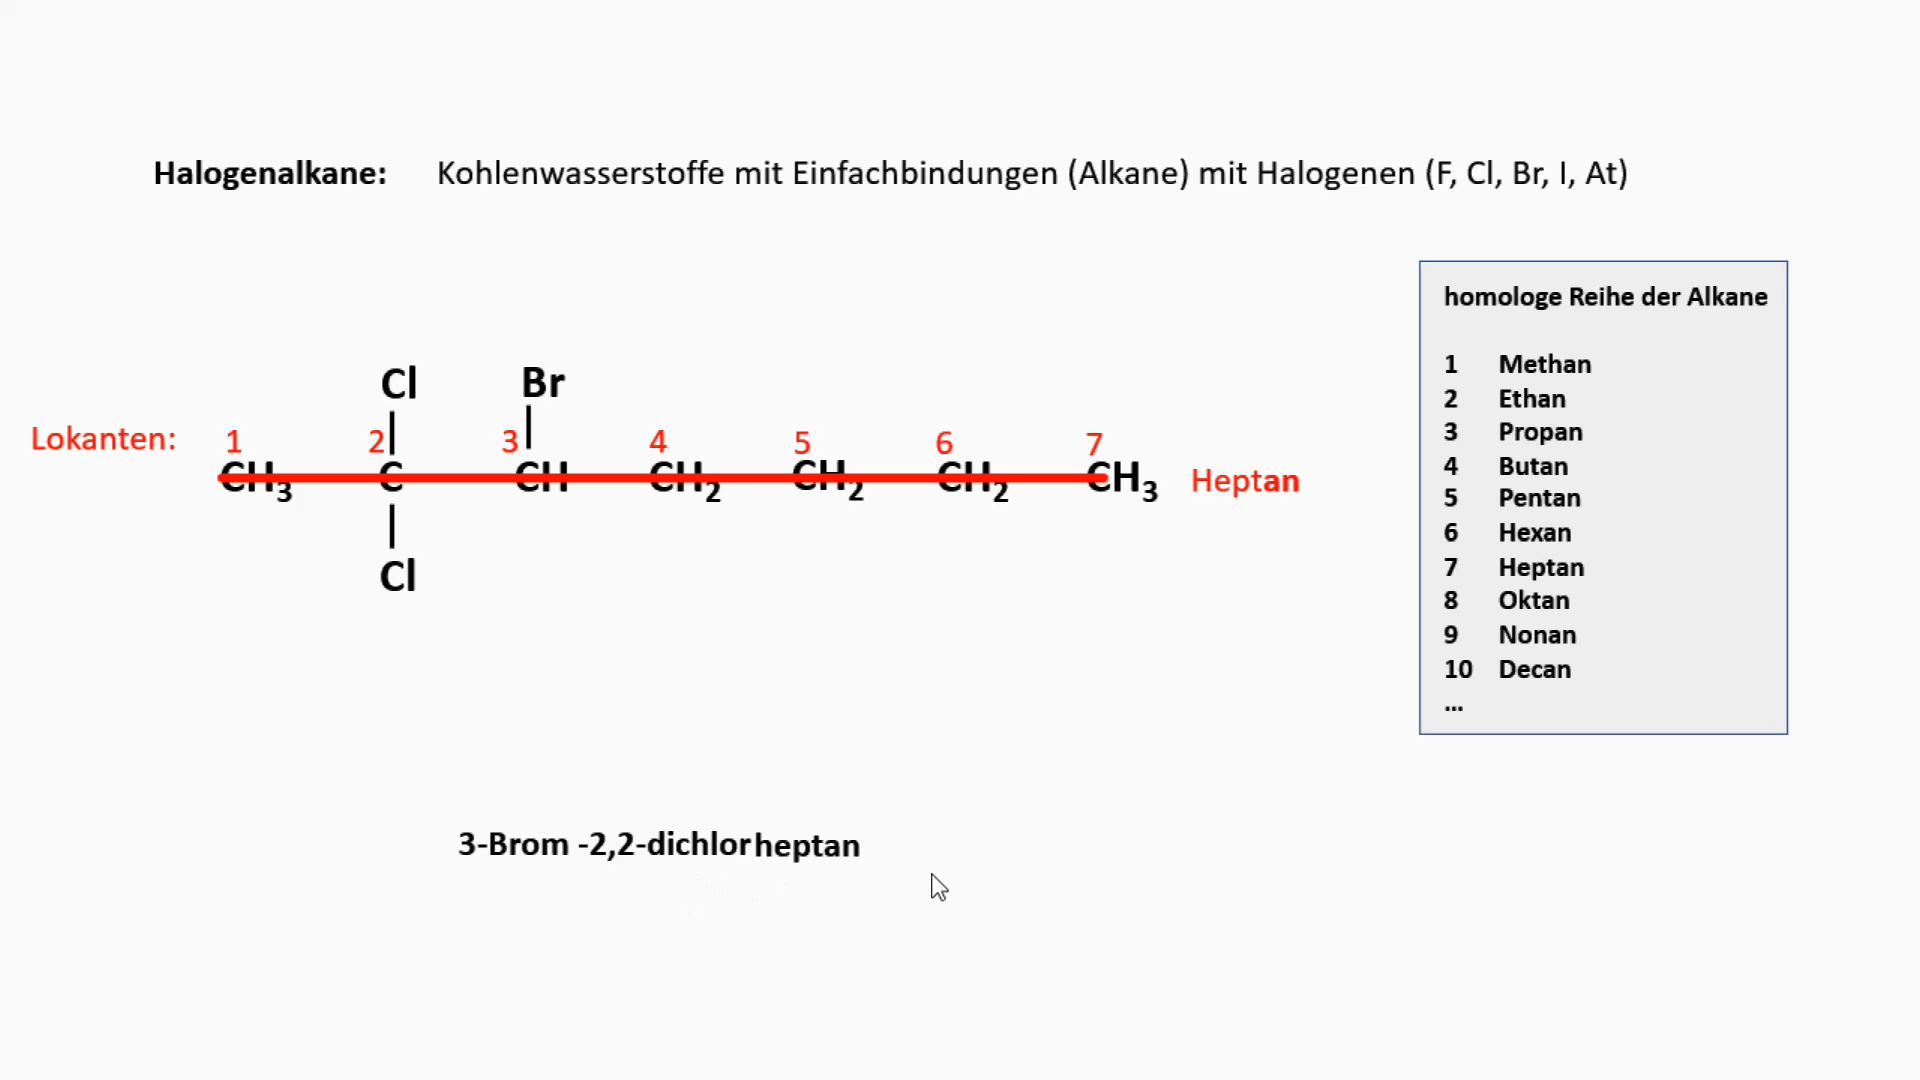 Halogenalkane: Kohlenwasserstoffe mit Einfachbindungen (Alkane) mit Halogenen (F, Cl, Br, I, At)
homologe Reihe der Alkane
1 Methan
2 Ethan
3 Propan
4 Butan
5 Pentan
6 Hexan
7 Heptan
8 Oktan
9 Nonan
10 Decan
...
Cl Br
Lokanten: 1 2 3 4 5 6 7
CH3 C CH CH2 CH2 CH2 CH3 Heptan
Cl
3-Brom -2,2-dichlorheptan